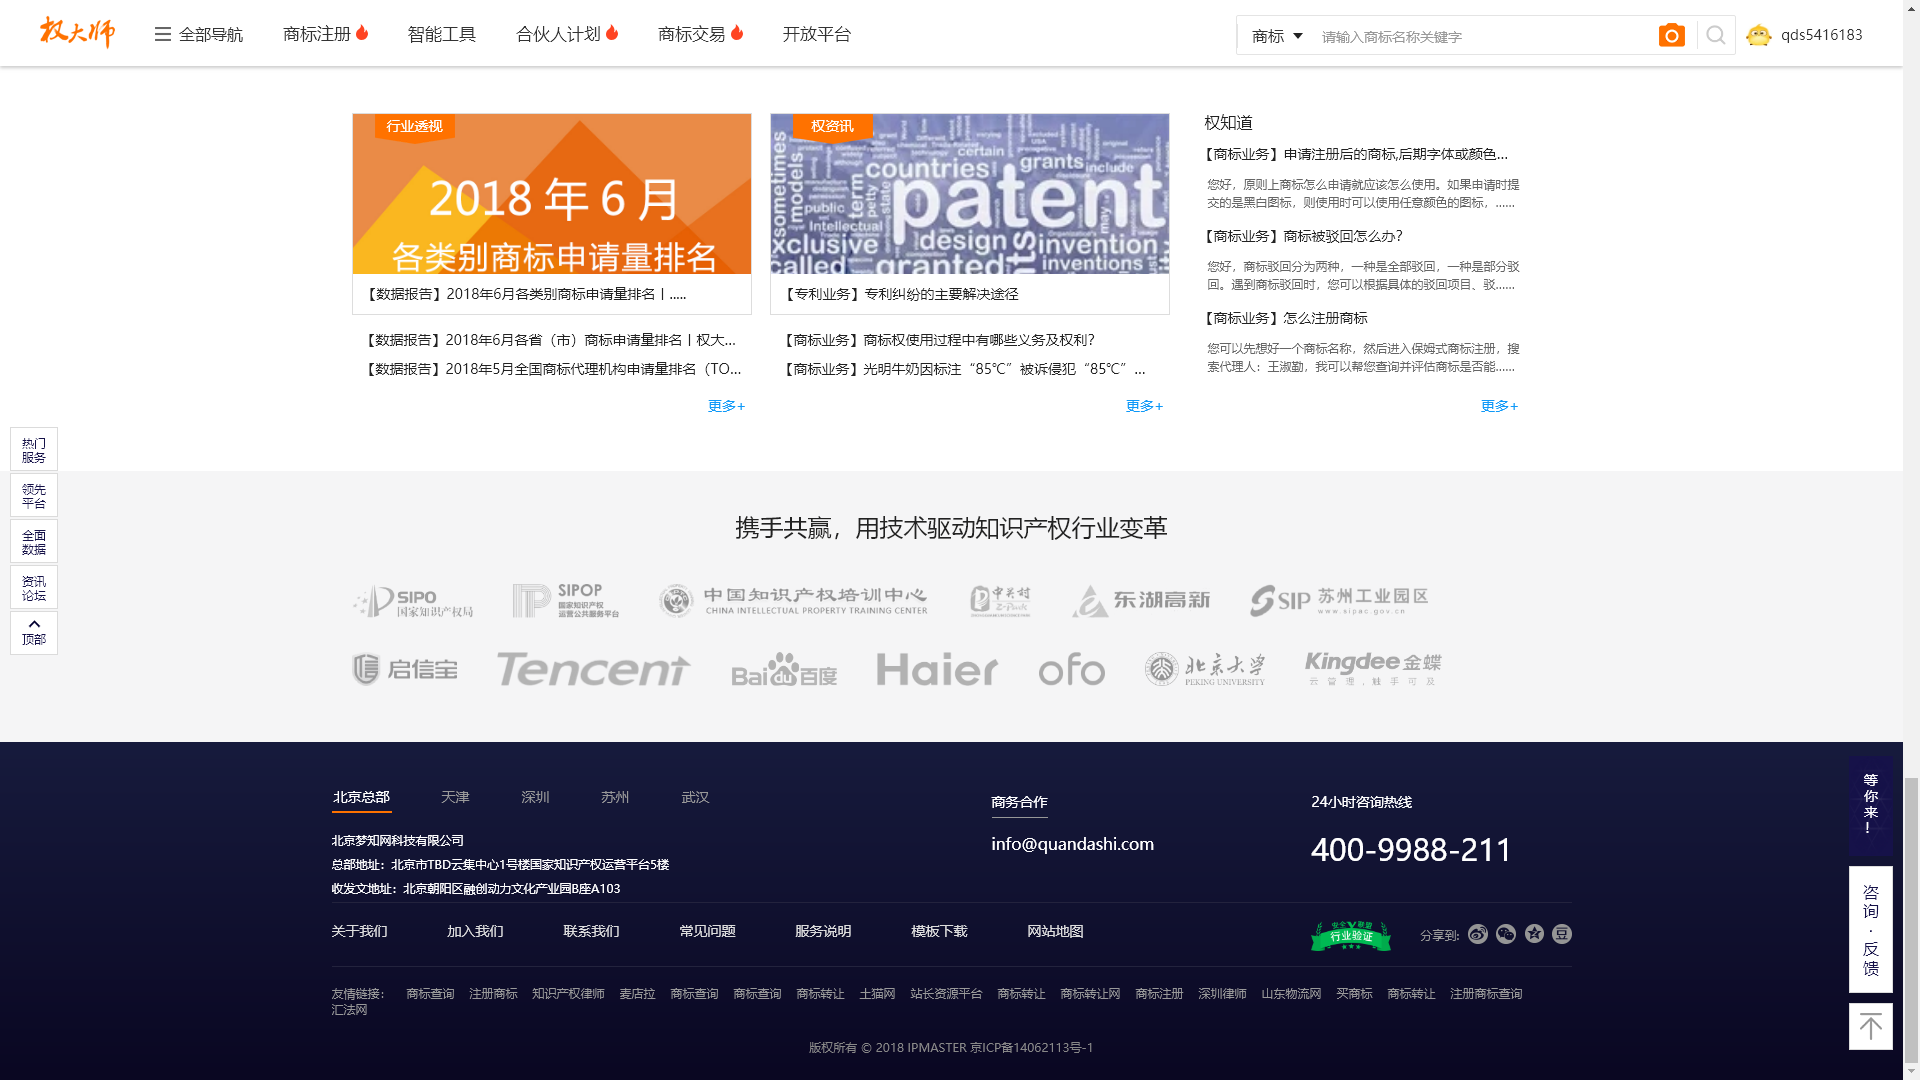 权大师
全部导航
商标注册
智能工具
合伙人计划
商标交易
开放平台
商标
请输入商标名称关键字
qds5416183
行业透视
2018 年 6 月
各类别商标申请量排名
【数据报告】2018年6月各类别商标申请量排名丨.....
【数据报告】2018年6月各省（市）商标申请量排名丨权大...
【数据报告】2018年5月全国商标代理机构申请量排名（TO...
更多+
权资讯
sometimes
models
countries
certain
grants
include
public
Intellectual
term
petty
state
patent
may
exclusive
design
invention
called
granted
inventions
【专利业务】专利纠纷的主要解决途径
【商标业务】商标权使用过程中有哪些义务及权利？
【商标业务】光明牛奶因标注“85℃”被诉侵犯“85℃”...
更多+
权知道
【商标业务】申请注册后的商标,后期字体或颜色...
您好，原则上商标怎么申请就应该怎么使用。如果申请时提
交的是黑白图标，则使用时可以使用任意颜色的图标，......
【商标业务】商标被驳回怎么办？
您好，商标驳回分为两种，一种是全部驳回，一种是部分驳
回。遇到商标驳回时，您可以根据具体的驳回项目、驳......
【商标业务】怎么注册商标
您可以先想好一个商标名称，然后进入保姆式商标注册，搜
索代理人：王淑勤，我可以帮您查询并评估商标是否能......
更多+
热门
服务
领先
平台
全面
数据
资讯
论坛
顶部
携手共赢，用技术驱动知识产权行业变革
SIPO
国家知识产权局
SIPOP
国家知识产权
运营公共服务平台
中国知识产权培训中心
CHINA INTELLECTUAL PROPERTY TRAINING CENTER
中关村
Z-Park
东湖高新
SIP 苏州工业园区
www.sipac.gov.cn
启信宝
Tencent
Baidu百度
Haier
ofo
北京大学
PEKING UNIVERSITY
Kingdee金蝶
云管理，触手可及
北京总部
天津
深圳
苏州
武汉
北京梦知网科技有限公司
总部地址：北京市TBD云集中心1号楼国家知识产权运营平台5楼
收发文地址：北京朝阳区融创动力文化产业园B座A103
商务合作
info@quandashi.com
24小时咨询热线
400-9988-211
关于我们
加入我们
联系我们
常见问题
服务说明
模板下载
网站地图
安全联盟
行业验证
分享到:
豆
友情链接：
商标查询
注册商标
知识产权律师
麦店拉
商标查询
商标查询
商标转让
土猫网
站长资源平台
商标转让
商标转让网
商标注册
深圳律师
山东物流网
买商标
商标转让
注册商标查询
汇法网
版权所有 © 2018 IPMASTER 京ICP备14062113号-1
等你来！
咨询·反馈